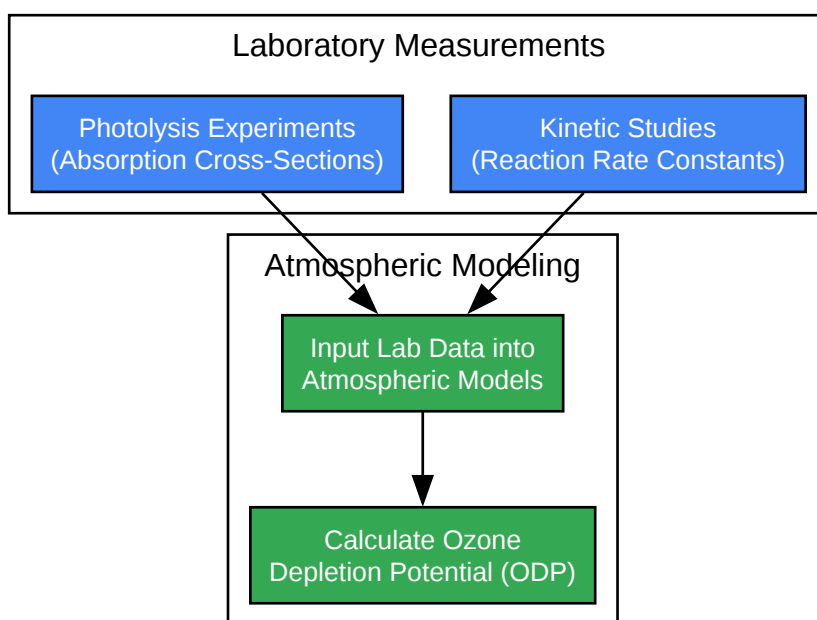 Laboratory Measurements
Photolysis Experiments
(Absorption Cross-Sections)
Kinetic Studies
(Reaction Rate Constants)
Atmospheric Modeling
Input Lab Data into
Atmospheric Models
Calculate Ozone
Depletion Potential (ODP)